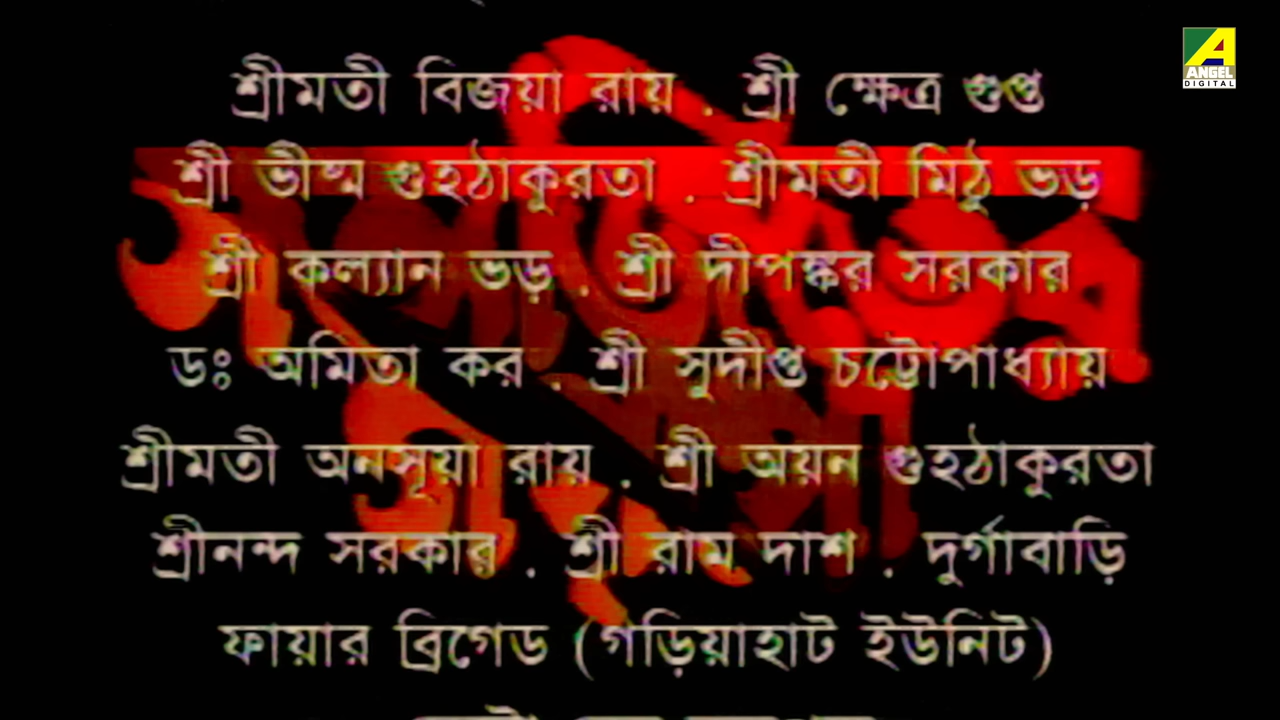 শ্রীমতী বিজয়া রায় . শ্রী ক্ষেত্র গুপ্ত
শ্রী ভীষ্ম গুহঠাকুরতা . শ্রীমতী মিঠু ভড়
শ্রী কল্যান ভড় . শ্রী দীপঙ্কর সরকার
ডঃ অমিতা কর . শ্রী সুদীপ্ত চট্টোপাধ্যায়
শ্রীমতী অনসূয়া রায় . শ্রী অয়ন গুহঠাকুরতা
শ্রীনন্দ সরকার . শ্রী রাম দাশ . দুর্গাবাড়ি
ফায়ার ব্রিগেড (গড়িয়াহাট ইউনিট)
A
ANGEL
DIGITAL